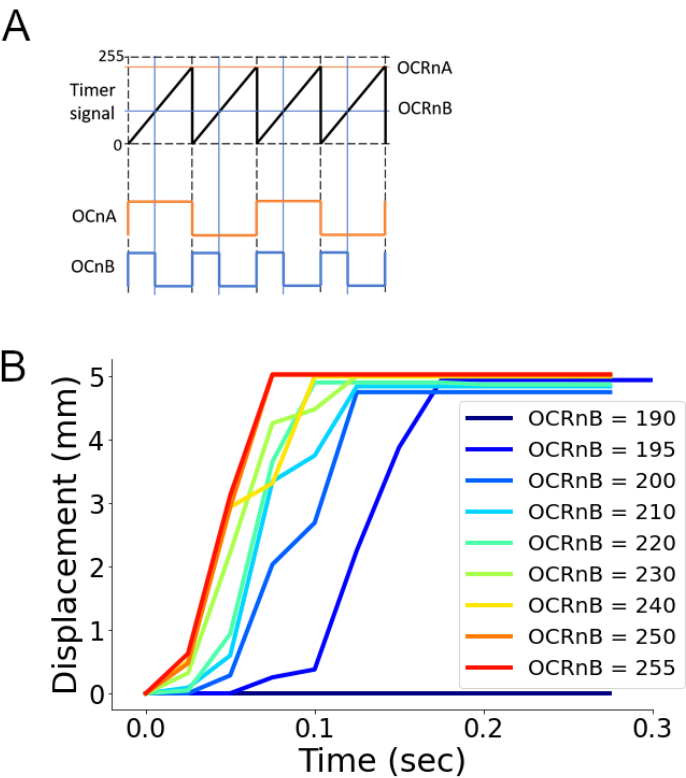 A
255
OCRnA
Timer
signal
OCRnB
0
OCnA
OCnB
B
Displacement (mm)
5
4
3
2
1
0
OCRnB = 190
OCRnB = 195
OCRnB = 200
OCRnB = 210
OCRnB = 220
OCRnB = 230
OCRnB = 240
OCRnB = 250
OCRnB = 255
0.0 0.1 0.2 0.3
Time (sec)